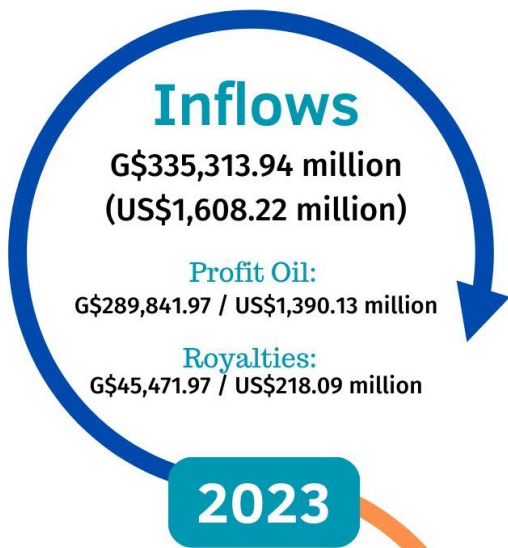 Inflows
G$335,313.94 million
(US$1,608.22 million)
Profit Oil:
G$289,841.97 / US$1,390.13 million
Royalties:
G$45,471.97 / US$218.09 million
2023